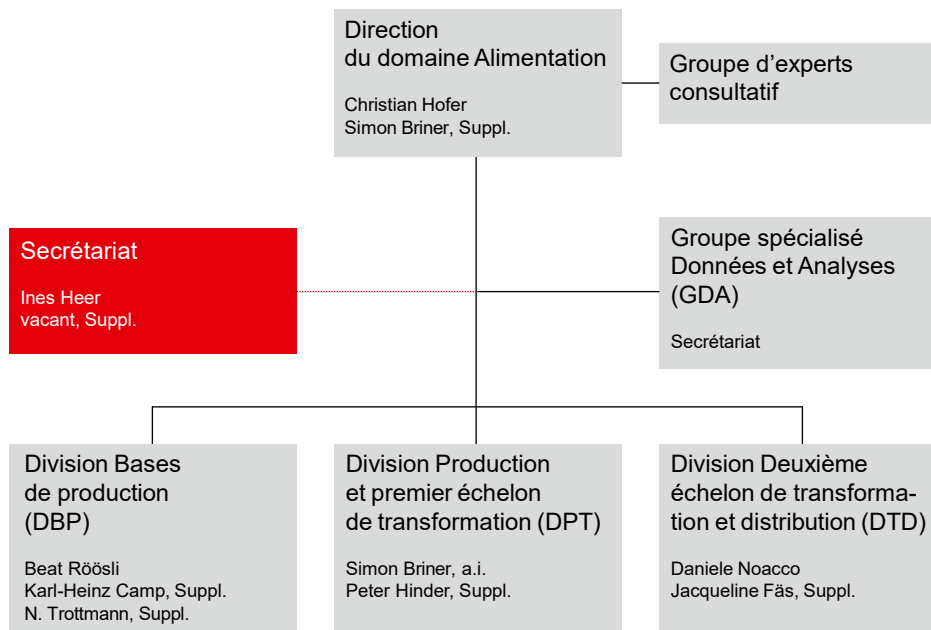 Direction
du domaine Alimentation
Christian Hofer
Simon Briner, Suppl.
Groupe d’experts
consultatif
Secrétariat
Ines Heer
vacant, Suppl.
Groupe spécialisé
Données et Analyses
(GDA)
Secrétariat
Division Bases
de production
(DBP)
Beat Röösli
Karl-Heinz Camp, Suppl.
N. Trottmann, Suppl.
Division Production
et premier échelon
de transformation (DPT)
Simon Briner, a.i.
Peter Hinder, Suppl.
Division Deuxième
échelon de transforma-
tion et distribution (DTD)
Daniele Noacco
Jacqueline Fäs, Suppl.